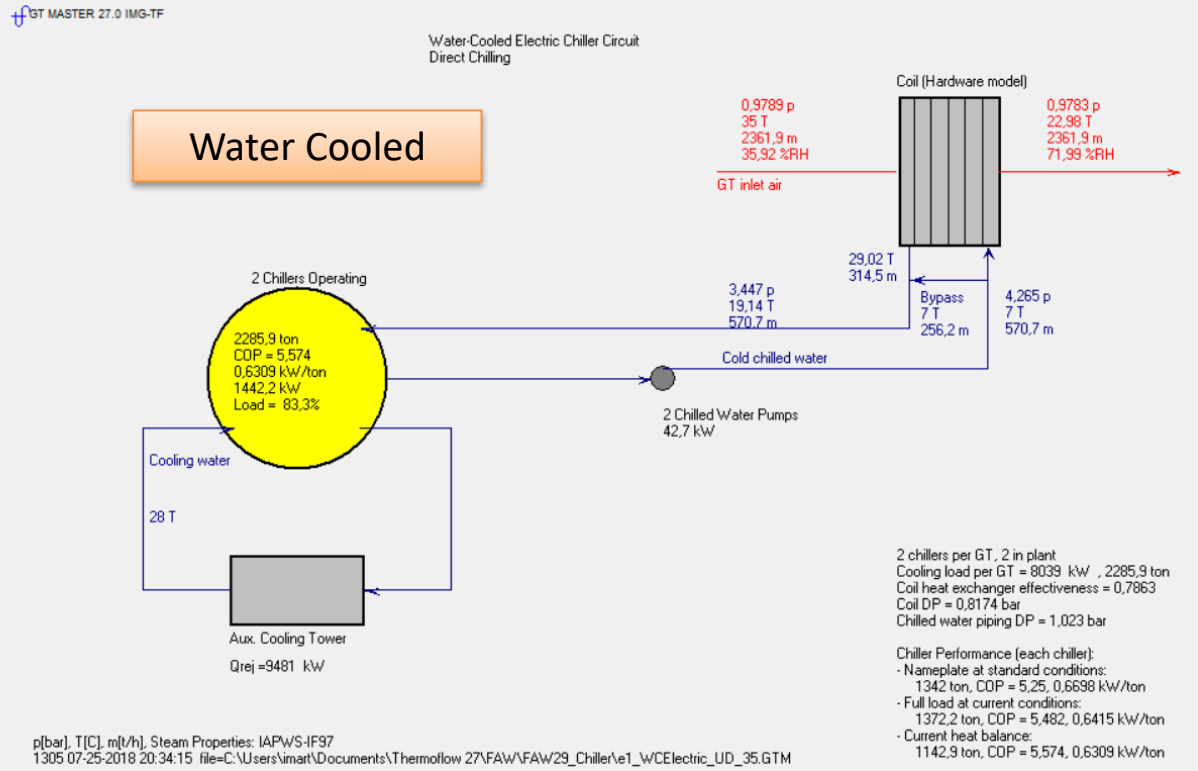 GT MASTER 27.0 IMG-TF
Water-Cooled Electric Chiller Circuit
Direct Chilling
Water Cooled
Coil (Hardware model)
0,9789 p
35 T
2361,9 m
35,92 %RH
GT inlet air
0,9783 p
22,98 T
2361,9 m
71,99 %RH
29,02 T
314,5 m
Bypass
7 T
256,2 m
4,265 p
7 T
570,7 m
3,447 p
19,14 T
570,7 m
Cold chilled water
2 Chillers Operating
2285,9 ton
COP = 5,574
0,6309 kW/ton
1442,2 kW
Load = 83,3%
2 Chilled Water Pumps
42,7 kW
Cooling water
28 T
Aux. Cooling Tower
Qrej =9481 kW
2 chillers per GT, 2 in plant
Cooling load per GT = 8039 kW , 2285,9 ton
Coil heat exchanger effectiveness = 0,7863
Coil DP = 0,8174 bar
Chilled water piping DP = 1,023 bar
Chiller Performance (each chiller):
- Nameplate at standard conditions:
1342 ton, COP = 5,25, 0,6698 kW/ton
- Full load at current conditions:
1372,2 ton, COP = 5,482, 0,6415 kW/ton
- Current heat balance:
1142,9 ton, COP = 5,574, 0,6309 kW/ton
p[bar], T[C], m[t/h], Steam Properties: IAPWS-IF97
1305 07-25-2018 20:34:15 file=C:\Users\imart\Documents\Thermoflow 27\FAW\FAW29_Chiller\e1_WCElectric_UD_35.GTM